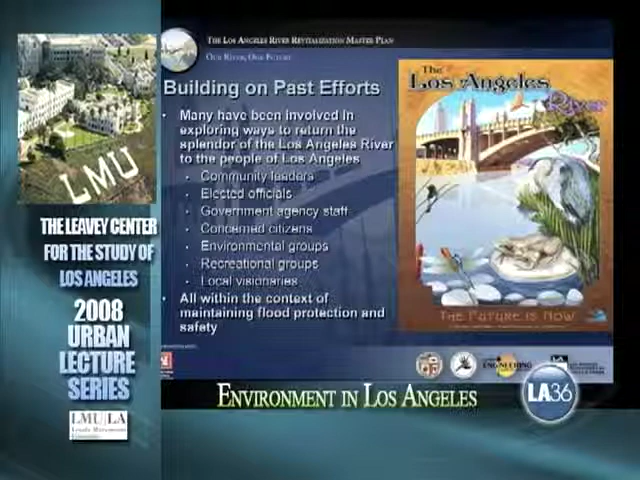 THE LOS ANGELES RIVER REVITALIZATION MASTER PLAN
OUR RIVER, OUR FUTURE
Building on Past Efforts
Many have been involved in
exploring ways to return the
splendor of the Los Angeles River
to the people of Los Angeles
Community leaders
Elected officials
Government agency staff
Concerned citizens
Environmental groups
Recreational groups
Local visionaries
All within the context of
maintaining flood protection and
safety
The
Los Angeles
River
THE FUTURE IS NOW
ENGINEERING
LMU
THE LEAVEY CENTER
FOR THE STUDY OF
LOS ANGELES
2008
URBAN
LECTURE
SERIES
LMU|LA
Loyola Marymount
ENVIRONMENT IN LOS ANGELES
LA36